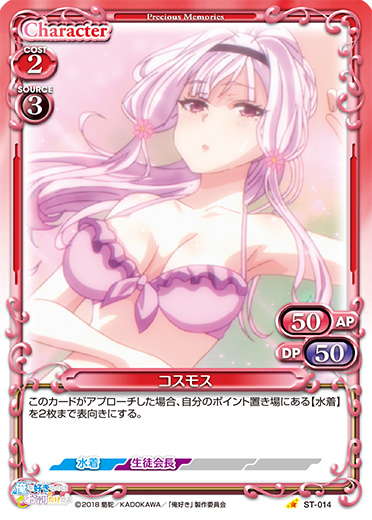 Precious Memories
Character
COST
2
SOURCE
3
50 AP
DP 50
コスモス
このカードがアプローチした場合、自分のポイント置き場にある【水着】
を2枚まで表向きにする。
水着 生徒会長
©2018 駱駝／KADOKAWA／「俺好き」製作委員会
ST-014